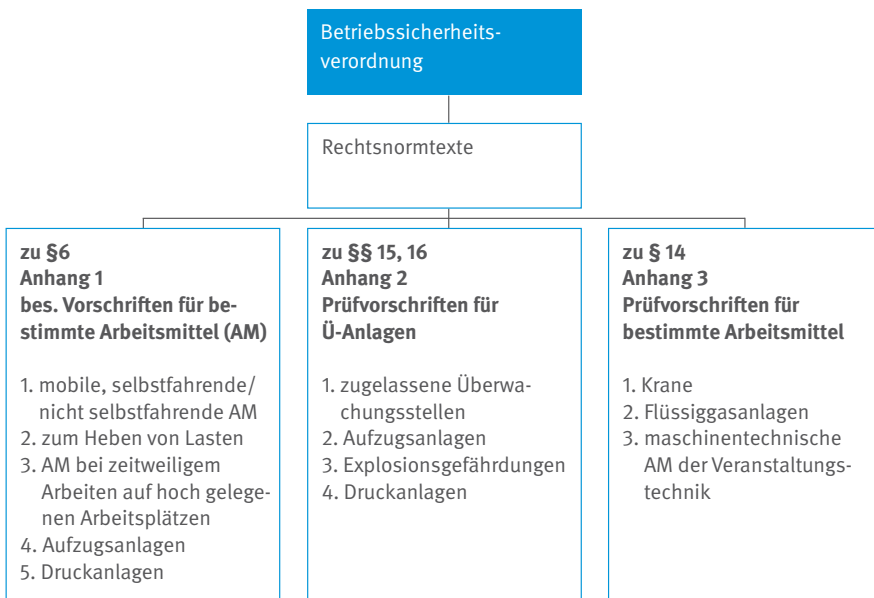 Betriebssicherheits-
verordnung
Rechtsnormtexte
zu §6
Anhang 1
bes. Vorschriften für be-
stimmte Arbeitsmittel (AM)
1. mobile, selbstfahrende/
nicht selbstfahrende AM
2. zum Heben von Lasten
3. AM bei zeitweiligem
Arbeiten auf hoch gelege-
nen Arbeitsplätzen
4. Aufzugsanlagen
5. Druckanlagen
zu §§ 15, 16
Anhang 2
Prüfvorschriften für
Ü-Anlagen
1. zugelassene Überwa-
chungsstellen
2. Aufzugsanlagen
3. Explosionsgefährdungen
4. Druckanlagen
zu § 14
Anhang 3
Prüfvorschriften für
bestimmte Arbeitsmittel
1. Krane
2. Flüssiggasanlagen
3. maschinentechnische
AM der Veranstaltungs-
technik